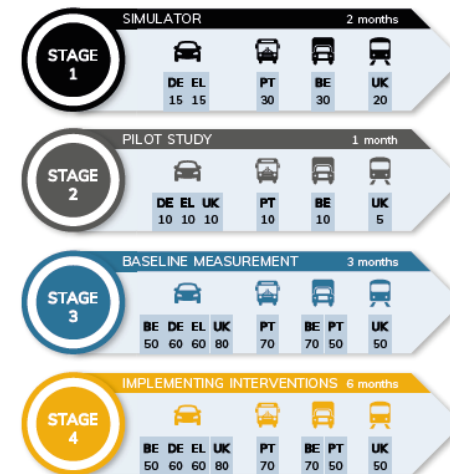 SIMULATOR 2 months
STAGE
1
DE EL PT BE UK
15 15 30 30 20
PILOT STUDY 1 month
STAGE
2
DE EL UK PT BE UK
10 10 10 10 10 5
BASELINE MEASUREMENT 3 months
STAGE
3
BE DE EL UK PT BE PT UK
50 60 60 80 70 70 50 50
IMPLEMENTING INTERVENTIONS 6 months
STAGE
4
BE DE EL UK PT BE PT UK
50 60 60 80 70 70 50 50